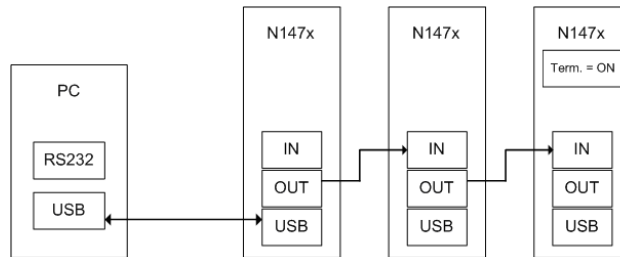 N147x
N147x
N147x
Term. = ON
PC
RS232
USB
IN
OUT
USB
IN
OUT
USB
IN
OUT
USB